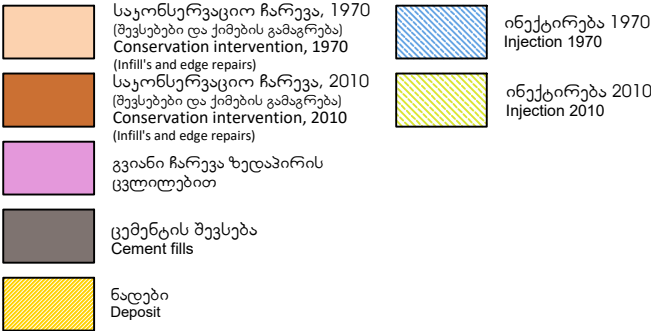 საკონსერვაციო ჩარევა, 1970
(შევსებები და ქიმების გამაგრება)
Conservation intervention, 1970
(Infill's and edge repairs)
საკონსერვაციო ჩარევა, 2010
(შევსებები და ქიმების გამაგრება)
Conservation intervention, 2010
(Infill's and edge repairs)
გვიანი ჩარევა ზედაპირის
ცვლილებით
ცემენტის შევსება
Cement fills
ნადები
Deposit
ინექტირება 1970
Injection 1970
ინექტირება 2010
Injection 2010